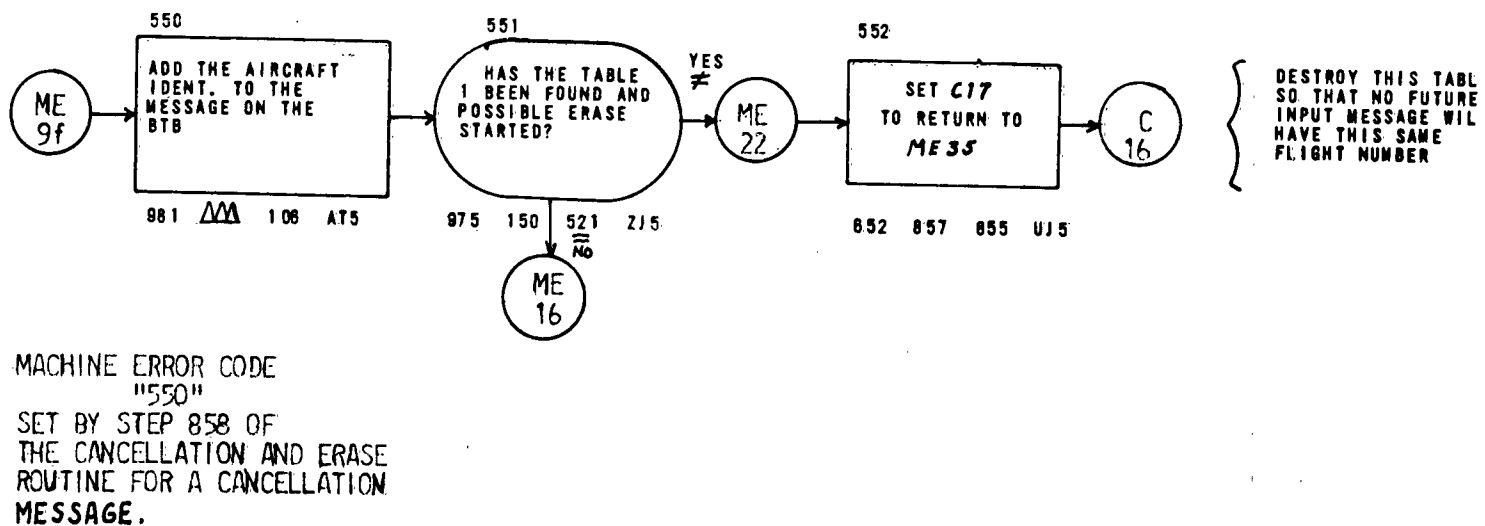 550
ME
9f
ADD THE AIRCRAFT
IDENT. TO THE
MESSAGE ON THE
BTB
981 ΔΔΔ 106 AT5
551
HAS THE TABLE
1 BEEN FOUND AND
POSSIBLE ERASE
STARTED?
975 150 521 ZJ5
=
NO
ME
16
YES
≠
ME
22
552
SET C17
TO RETURN TO
ME35
852 857 855 UJ5
C
16
DESTROY THIS TABL
SO THAT NO FUTURE
INPUT MESSAGE WIL
HAVE THIS SAME
FLIGHT NUMBER
MACHINE ERROR CODE
"550"
SET BY STEP 858 OF
THE CANCELLATION AND ERASE
ROUTINE FOR A CANCELLATION
MESSAGE.